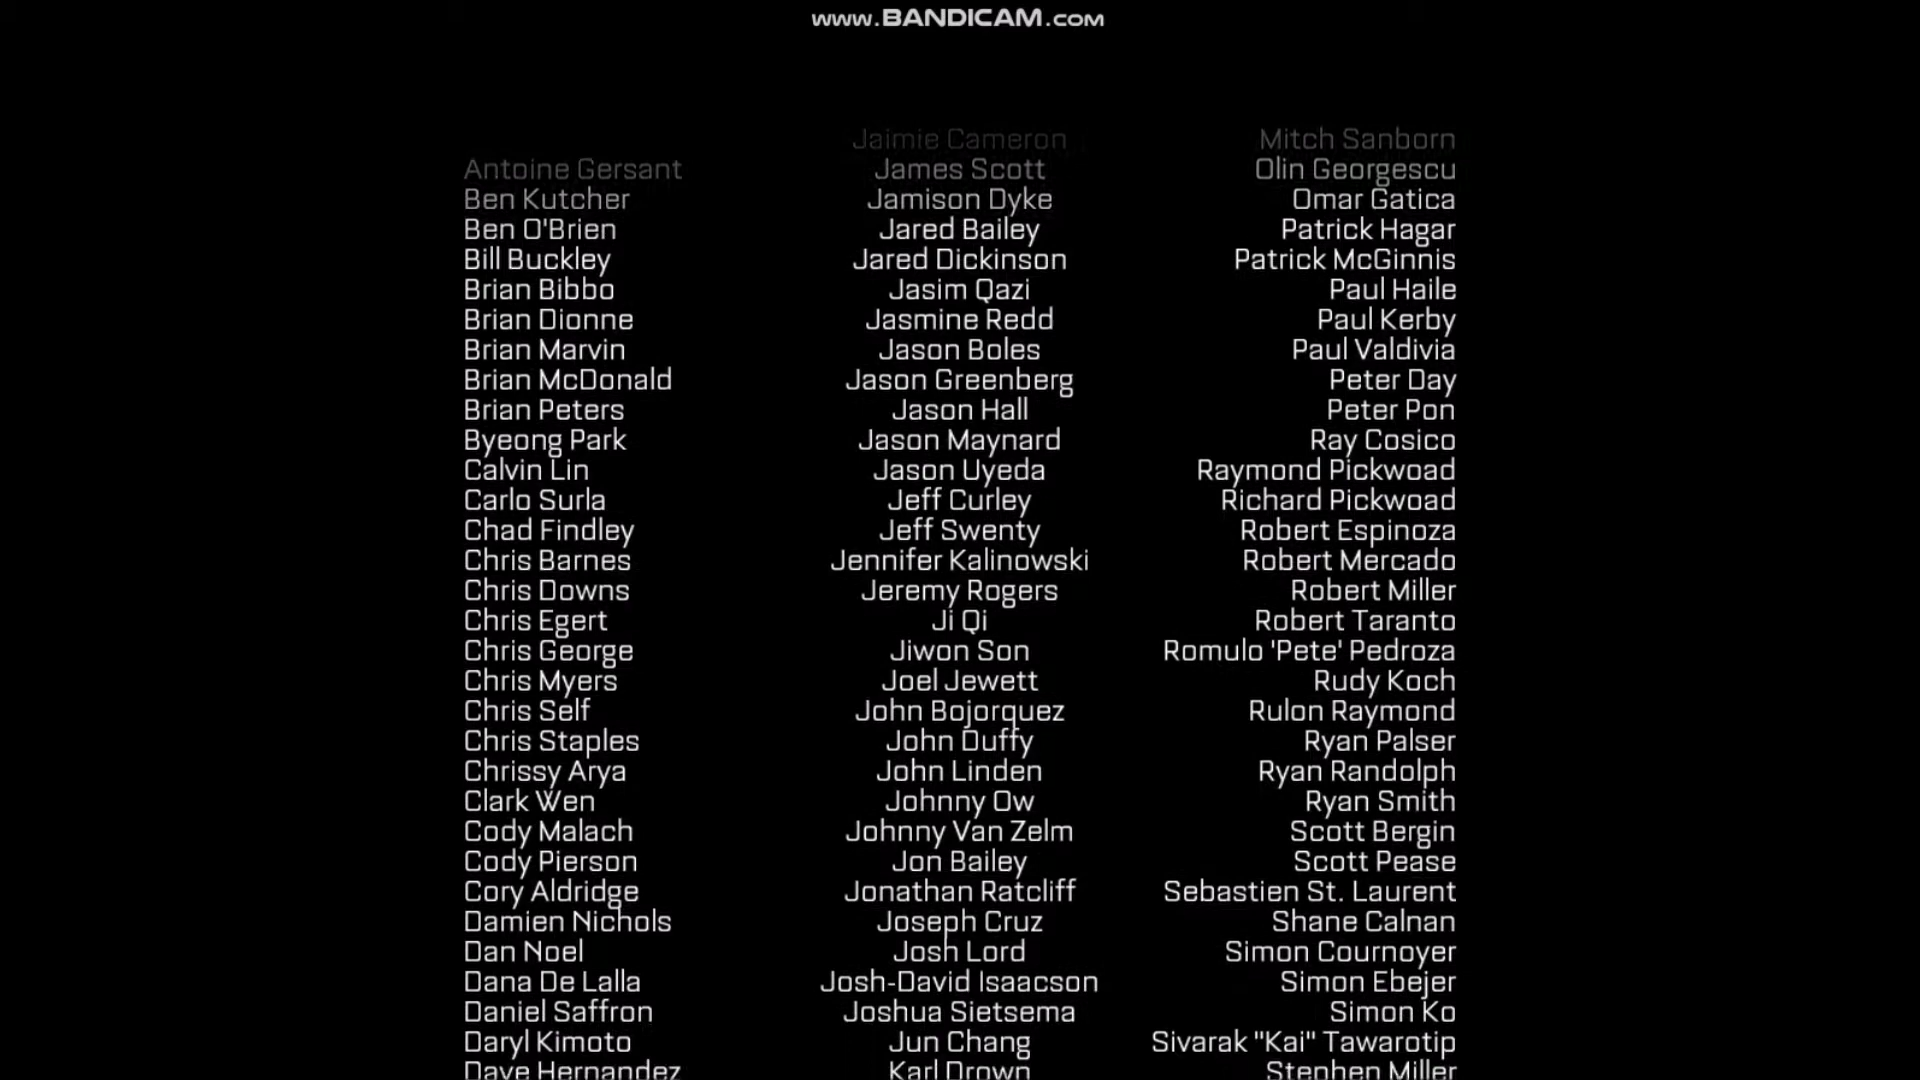 www.BANDICAM.com
Jaimie Cameron Mitch Sanborn
Antoine Gersant James Scott Olin Georgescu
Ben Kutcher Jamison Dyke Omar Gatica
Ben O'Brien Jared Bailey Patrick Hagar
Bill Buckley Jared Dickinson Patrick McGinnis
Brian Bibbo Jasim Qazi Paul Haile
Brian Dionne Jasmine Redd Paul Kerby
Brian Marvin Jason Boles Paul Valdivia
Brian McDonald Jason Greenberg Peter Day
Brian Peters Jason Hall Peter Pon
Byeong Park Jason Maynard Ray Cosico
Calvin Lin Jason Uyeda Raymond Pickwoad
Carlo Surla Jeff Curley Richard Pickwoad
Chad Findley Jeff Swenty Robert Espinoza
Chris Barnes Jennifer Kalinowski Robert Mercado
Chris Downs Jeremy Rogers Robert Miller
Chris Egert Ji Qi Robert Taranto
Chris George Jiwon Son Romulo 'Pete' Pedroza
Chris Myers Joel Jewett Rudy Koch
Chris Self John Bojorquez Rulon Raymond
Chris Staples John Duffy Ryan Palser
Chrissy Arya John Linden Ryan Randolph
Clark Wen Johnny Ow Ryan Smith
Cody Malach Johnny Van Zelm Scott Bergin
Cody Pierson Jon Bailey Scott Pease
Cory Aldridge Jonathan Ratcliff Sebastien St. Laurent
Damien Nichols Joseph Cruz Shane Calnan
Dan Noel Josh Lord Simon Cournoyer
Dana De Lalla Josh-David Isaacson Simon Ebejer
Daniel Saffron Joshua Sietsema Simon Ko
Daryl Kimoto Jun Chang Sivarak "Kai" Tawarotip
Dave Hernandez Karl Drown Stephen Miller